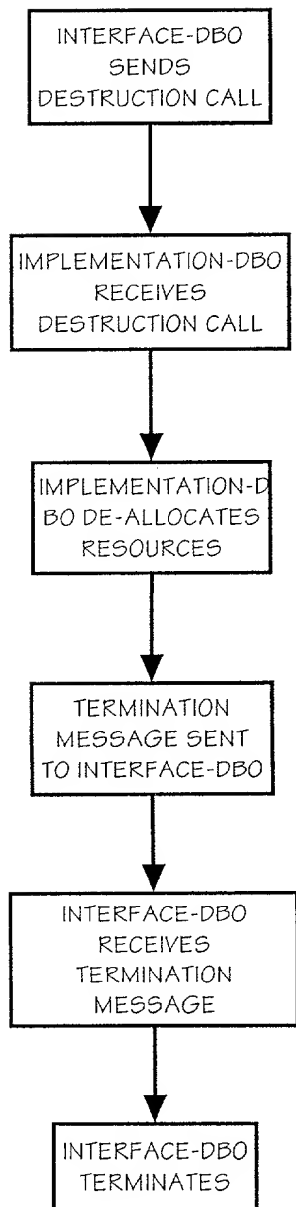 INTERFACE-DBO
SENDS
DESTRUCTION CALL
IMPLEMENTATION-DBO
RECEIVES
DESTRUCTION CALL
IMPLEMENTATION-D
BO DE-ALLOCATES
RESOURCES
TERMINATION
MESSAGE SENT
TO INTERFACE-DBO
INTERFACE-DBO
RECEIVES
TERMINATION
MESSAGE
INTERFACE-DBO
TERMINATES